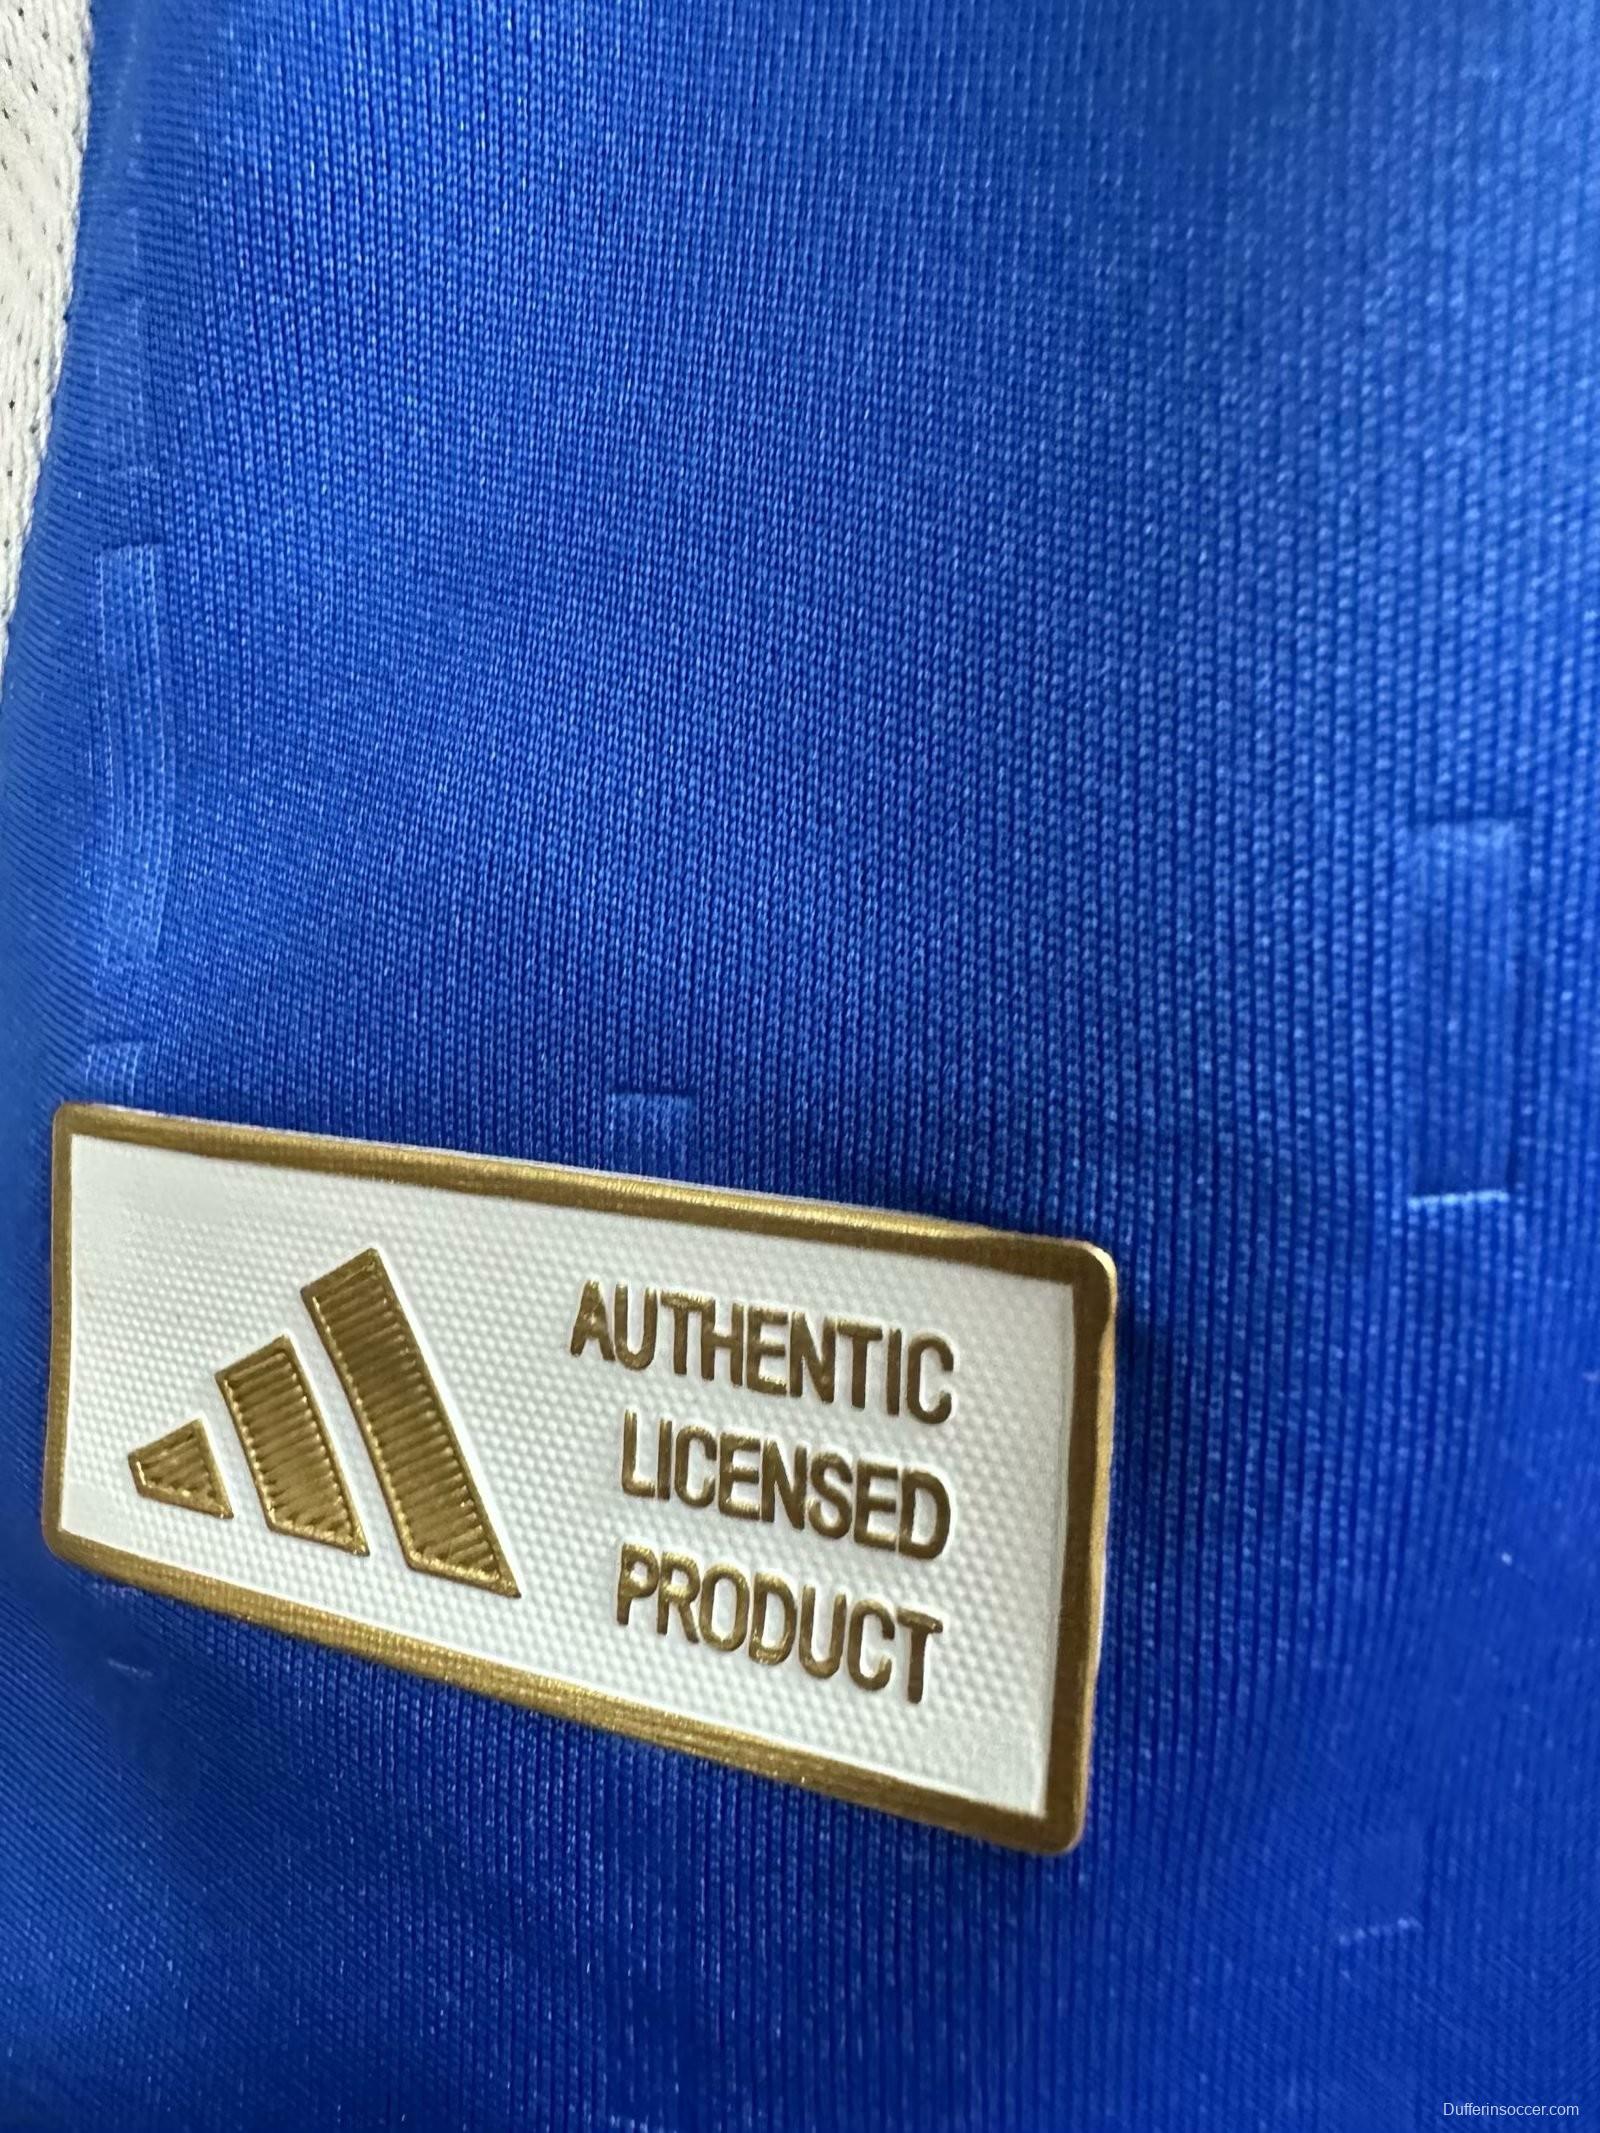 AUTHENTIC
LICENSED
PRODUCT
Dufferinsoccer.com